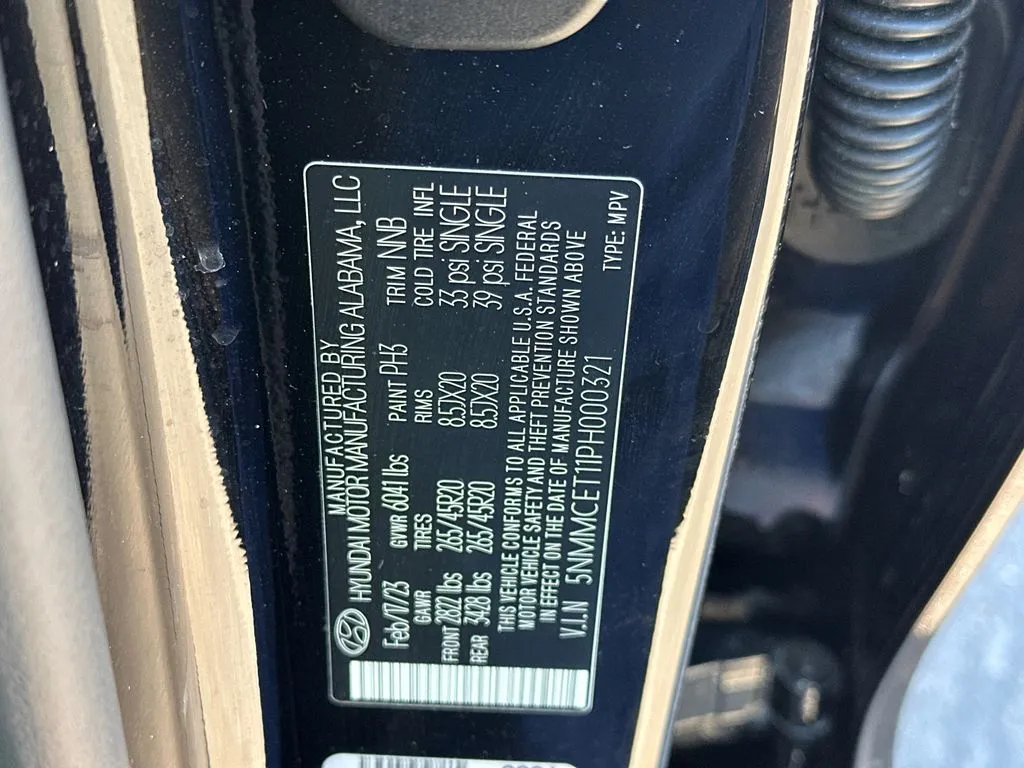 MANUFACTURED BY
HYUNDAI MOTOR MANUFACTURING ALABAMA, LLC
Feb/17/23 GVWR 6041 lbs PAINT PH3 TRIM NNB
GAWR TIRES RIMS COLD TIRE INFL
FRONT 2822 lbs 265/45R20 8.5JX20 33 psi SINGLE
REAR 3428 lbs 265/45R20 8.5JX20 39 psi SINGLE
THIS VEHICLE CONFORMS TO ALL APPLICABLE U.S.A. FEDERAL
MOTOR VEHICLE SAFETY AND THEFT PREVENTION STANDARDS
IN EFFECT ON THE DATE OF MANUFACTURE SHOWN ABOVE
V.I.N 5NMMCET11PH000321 TYPE: MPV